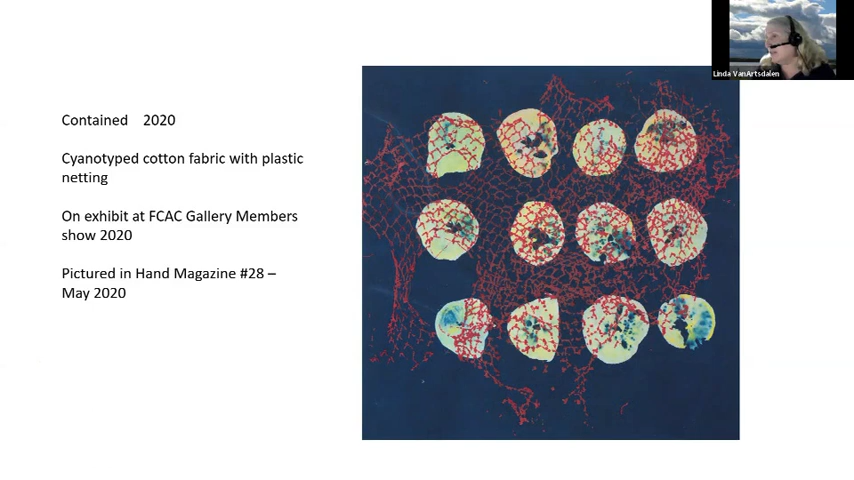 Linda VanArtsdalen
Contained 2020
Cyanotyped cotton fabric with plastic
netting
On exhibit at FCAC Gallery Members
show 2020
Pictured in Hand Magazine #28 –
May 2020